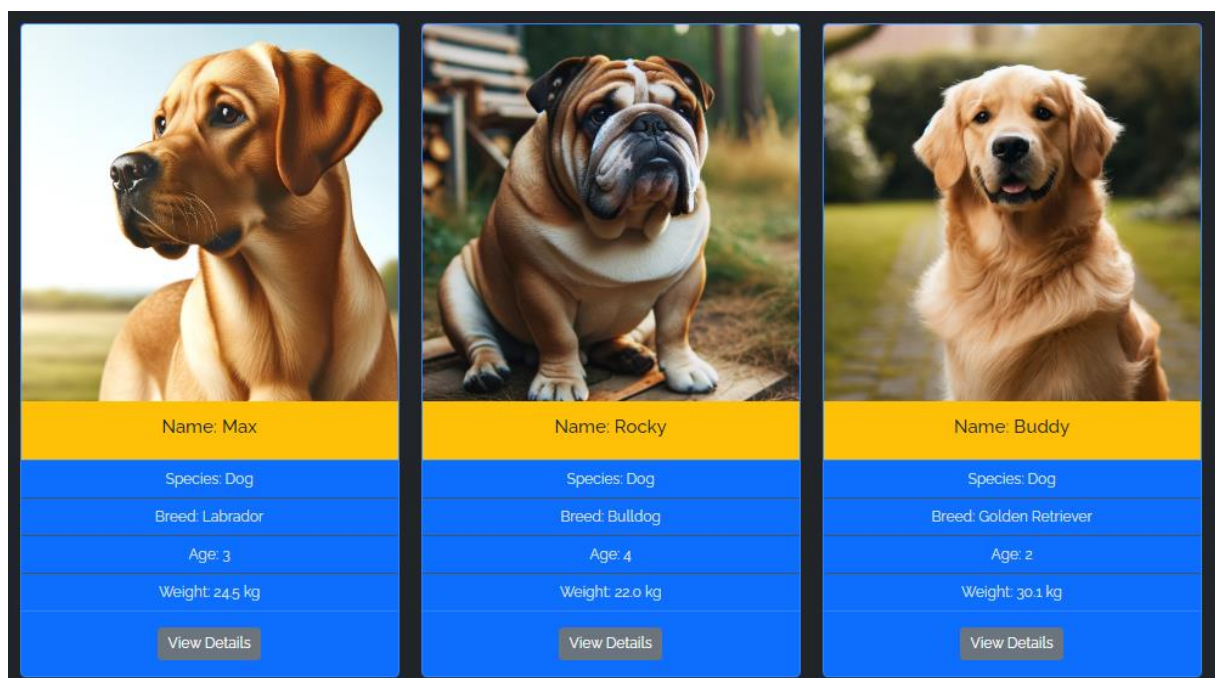 Name: Max
Species: Dog
Breed: Labrador
Age: 3
Weight: 24.5 kg
View Details
Name: Rocky
Species: Dog
Breed: Bulldog
Age: 4
Weight: 22.0 kg
View Details
Name: Buddy
Species: Dog
Breed: Golden Retriever
Age: 2
Weight: 30.1 kg
View Details